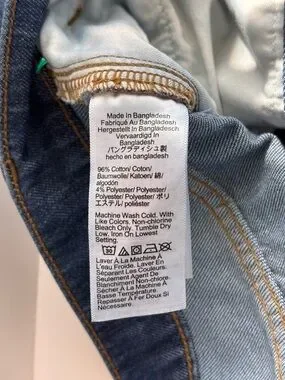 Made In Bangladesh
Fabriqué Au Bangladesh
Hergestellt In Bangladesch
Vervaardigd In
Bangladesh
バングラディシュ製
hecho en bangladesh
96% Cotton/ Coton/
Baumwolle/ Katoen/ 綿/
algodón
4% Polyester/ Polyester/
Polyester/ Polyester/ ポリ
エステル/ poliéster
Machine Wash Cold. With
Like Colors. Non-chlorine
Bleach Only. Tumble Dry
Low, Iron On Lowest
Setting.
30
Laver À La Machine À
L'eau Froide. Laver En
Séparant Les Couleurs.
Seulement Agent De
Blanchiment Non Chloré.
Sécher À La Machine À
Basse Température.
Repasser À Fer Doux Si
Nécessaire.